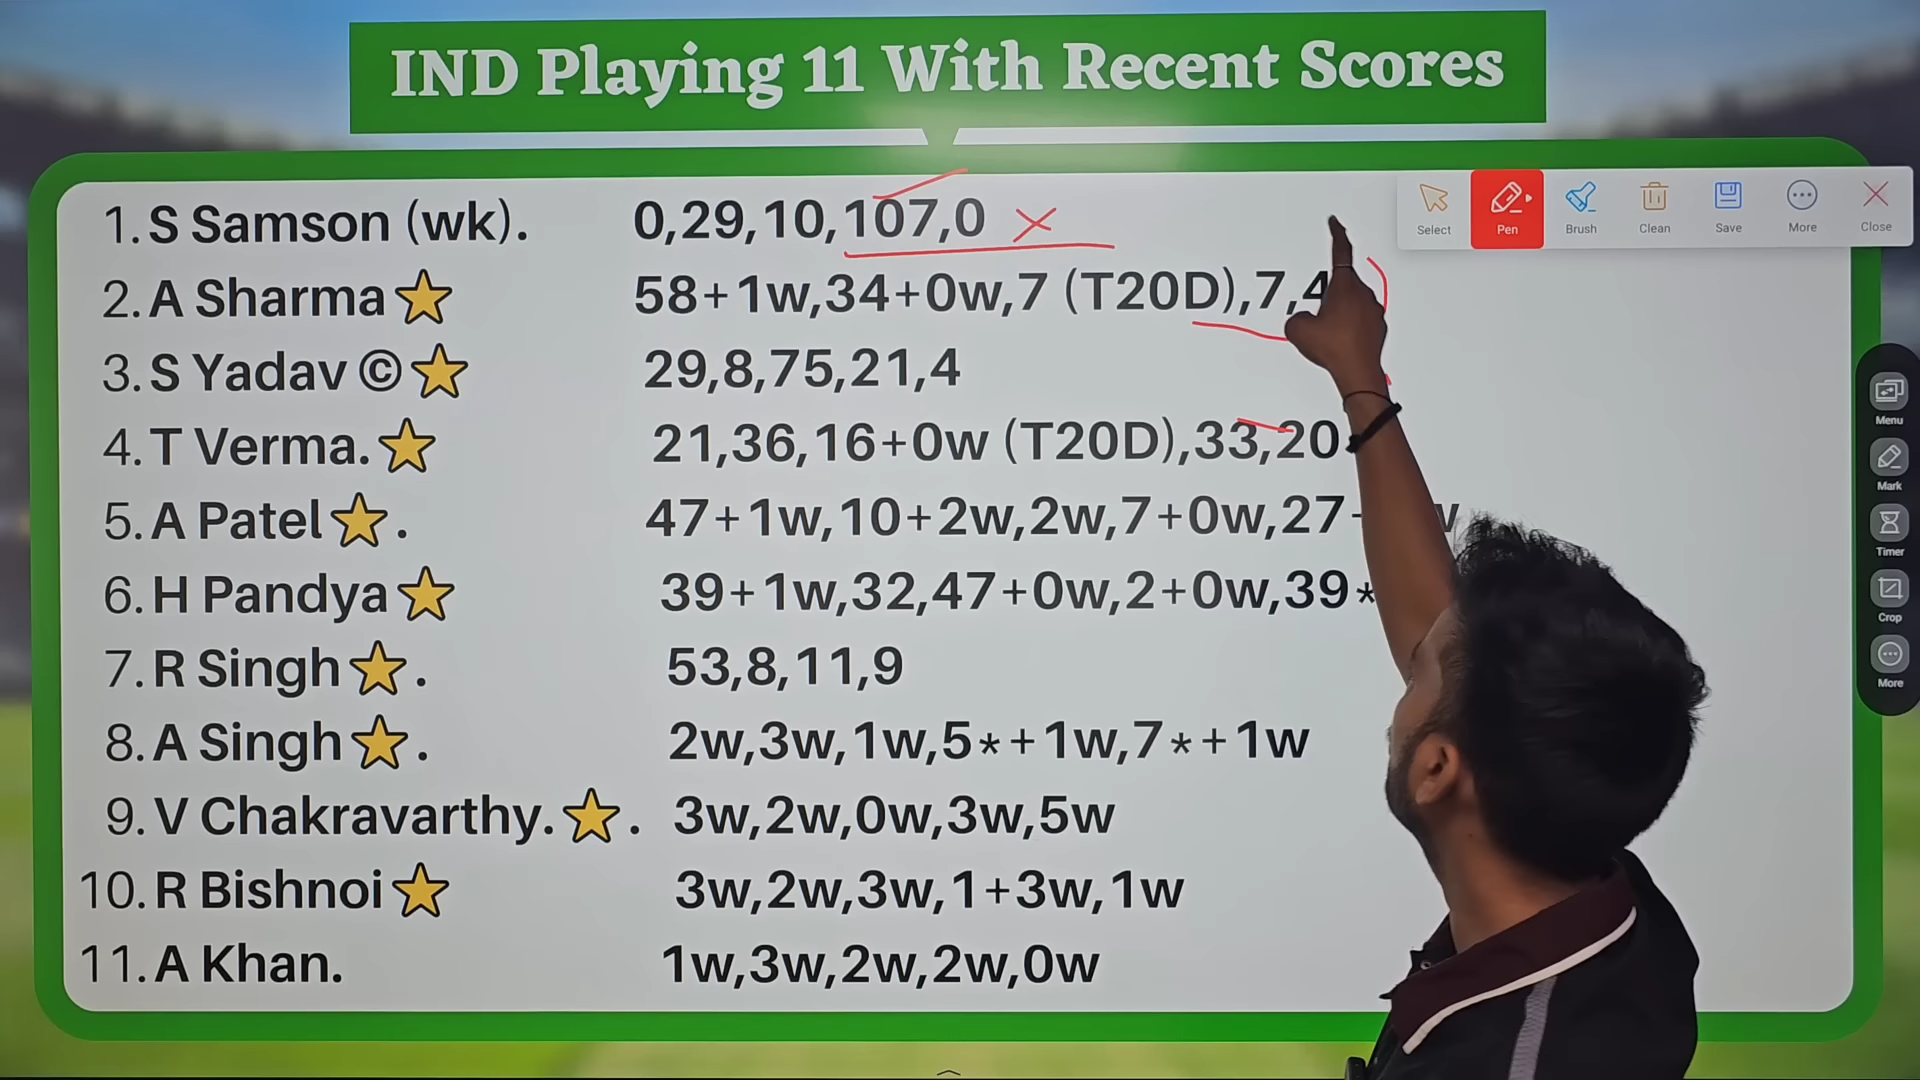 IND Playing 11 With Recent Scores
1. S Samson (wk). 0,29,10,107,0
2. A Sharma ⭐ 58+1w,34+0w,7 (T20D),7,4
3. S Yadav © ⭐ 29,8,75,21,4
4. T Verma. ⭐ 21,36,16+0w (T20D),33,20
5. A Patel ⭐. 47+1w,10+2w,2w,7+0w,27
6. H Pandya ⭐ 39+1w,32,47+0w,2+0w,39*
7. R Singh ⭐. 53,8,11,9
8. A Singh ⭐. 2w,3w,1w,5*+1w,7*+1w
9. V Chakravarthy. ⭐. 3w,2w,0w,3w,5w
10. R Bishnoi ⭐ 3w,2w,3w,1+3w,1w
11. A Khan. 1w,3w,2w,2w,0w
Select Pen Brush Clean Save More Close
Menu
Mark
Timer
Crop
More